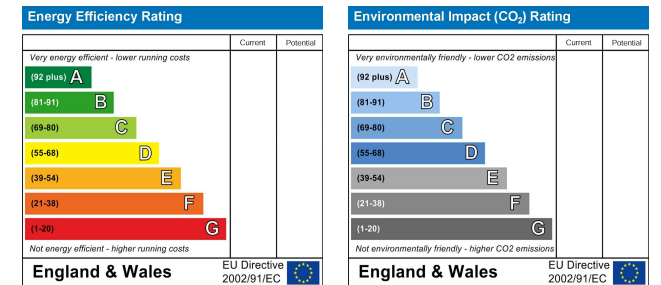 Energy Efficiency Rating
Current Potential
Very energy efficient - lower running costs
(92 plus) A
(81-91) B
(69-80) C
(55-68) D
(39-54) E
(21-38) F
(1-20) G
Not energy efficient - higher running costs
England & Wales
EU Directive
2002/91/EC
Environmental Impact (CO₂) Rating
Current Potential
Very environmentally friendly - lower CO2 emissions
(92 plus) A
(81-91) B
(69-80) C
(55-68) D
(39-54) E
(21-38) F
(1-20) G
Not environmentally friendly - higher CO2 emissions
England & Wales
EU Directive
2002/91/EC